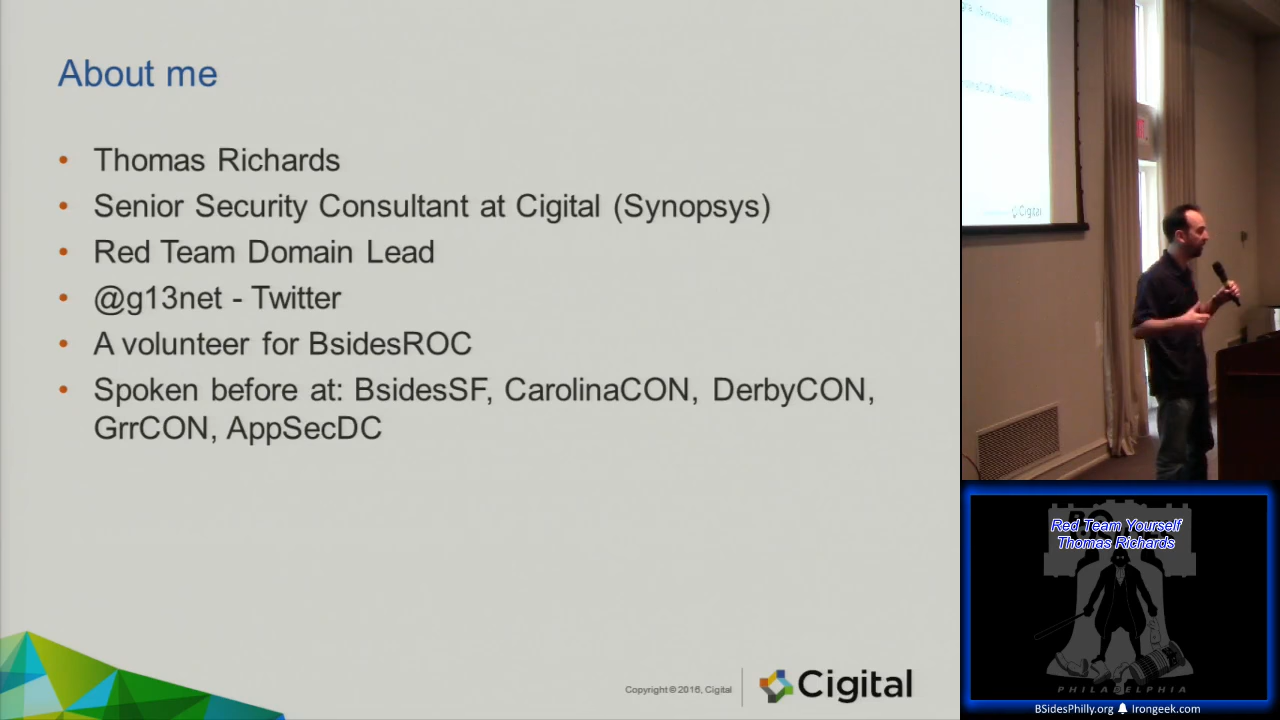 About me
• Thomas Richards
• Senior Security Consultant at Cigital (Synopsys)
• Red Team Domain Lead
• @g13net - Twitter
• A volunteer for BsidesROC
• Spoken before at: BsidesSF, CarolinaCON, DerbyCON,
GrrCON, AppSecDC
Copyright © 2016, Cigital
Cigital
Cigital
Red Team Yourself
Thomas Richards
PHILADELPHIA
BSidesPhilly.org Irongeek.com